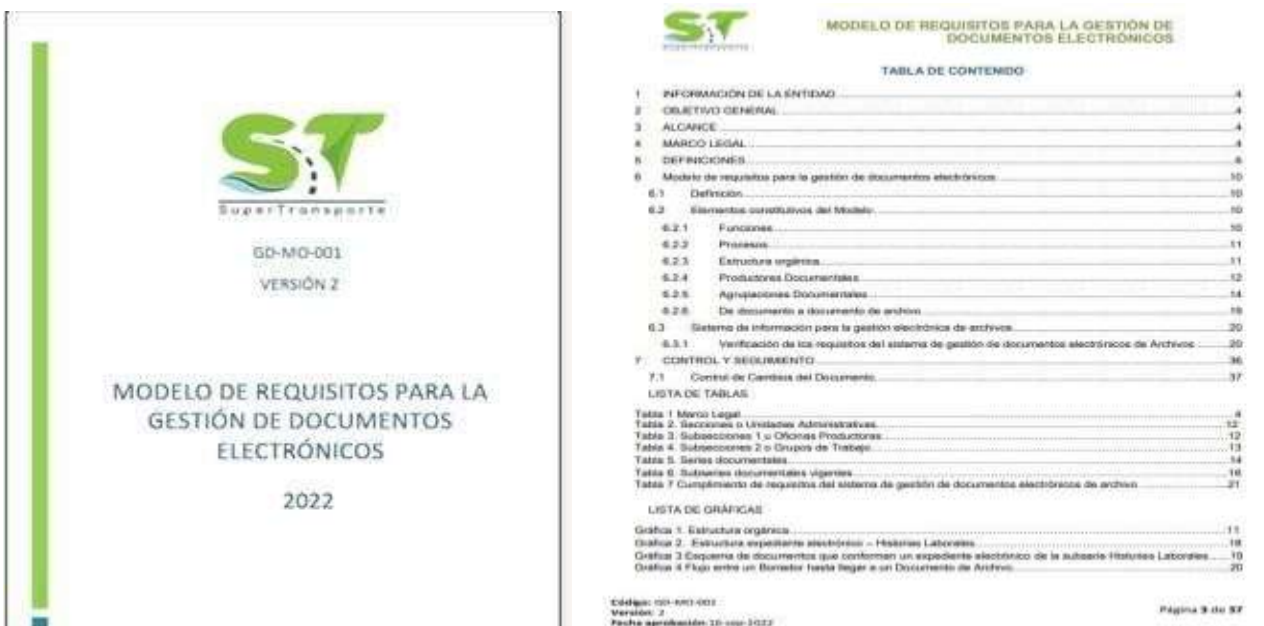 SuperTransporte
GD-MO-001
VERSIÓN 2
MODELO DE REQUISITOS PARA LA
GESTIÓN DE DOCUMENTOS
ELECTRÓNICOS
2022
MODELO DE REQUISITOS PARA LA GESTIÓN DE
DOCUMENTOS ELECTRÓNICOS
TABLA DE CONTENIDO
1 INFORMACIÓN DE LA ENTIDAD 4
2 OBJETIVO GENERAL 4
3 ALCANCE 4
4 MARCO LEGAL 4
5 DEFINICIONES 6
6 Modelo de requisitos para la gestión de documentos electrónicos 10
6.1 Definición 10
6.2 Elementos constitutivos del Modelo 10
6.2.1 Funciones 10
6.2.2 Procesos 11
6.2.3 Estructura orgánica 11
6.2.4 Productores Documentales 12
6.2.5 Agrupaciones Documentales 14
6.2.6 De documento a documento de archivo 19
6.3 Sistema de información para la gestión electrónica de archivos 20
6.3.1 Verificación de los requisitos del sistema de gestión de documentos electrónicos de Archivos 20
7 CONTROL Y SEGUIMIENTO 36
7.1 Control de Cambios del Documento 37
LISTA DE TABLAS
Tabla 1 Marco Legal 4
Tabla 2. Secciones o Unidades Administrativas 12
Tabla 3. Subsecciones 1 u Oficinas Productoras 12
Tabla 4. Subsecciones 2 o Grupos de Trabajo 13
Tabla 5. Series documentales 14
Tabla 6. Subseries documentales vigentes 16
Tabla 7 Cumplimiento de requisitos del sistema de gestión de documentos electrónicos de archivo 21
LISTA DE GRÁFICAS
Gráfica 1. Estructura orgánica 11
Gráfica 2. Estructura expediente electrónico – Historias Laborales 18
Gráfica 3 Esquema de documentos que conforman un expediente electrónico de la subserie Historias Laborales 19
Gráfica 4 Flujo entre un Borrador hasta llegar a un Documento de Archivo 20
Código:
Versión: 2
Página 3 de 37
Fecha aprobación: